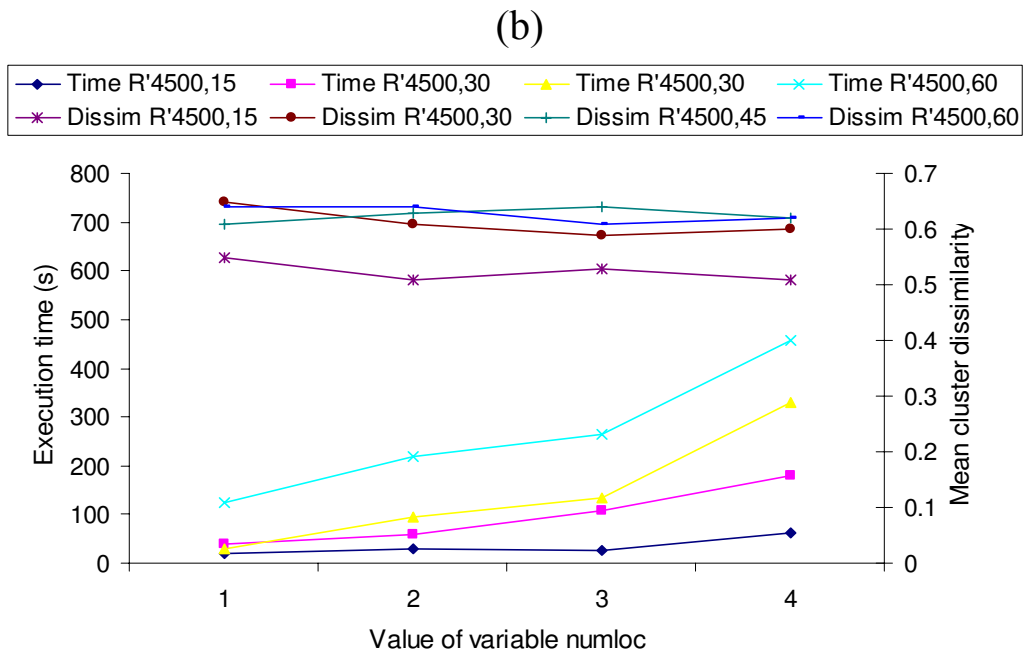 (b)
Time R'4500,15 Time R'4500,30 Time R'4500,30 Time R'4500,60
Dissim R'4500,15 Dissim R'4500,30 Dissim R'4500,45 Dissim R'4500,60
800
700
600
500
400
300
200
100
0
Execution time (s)
0.7
0.6
0.5
0.4
0.3
0.2
0.1
0
Mean cluster dissimilarity
1 2 3 4
Value of variable numloc